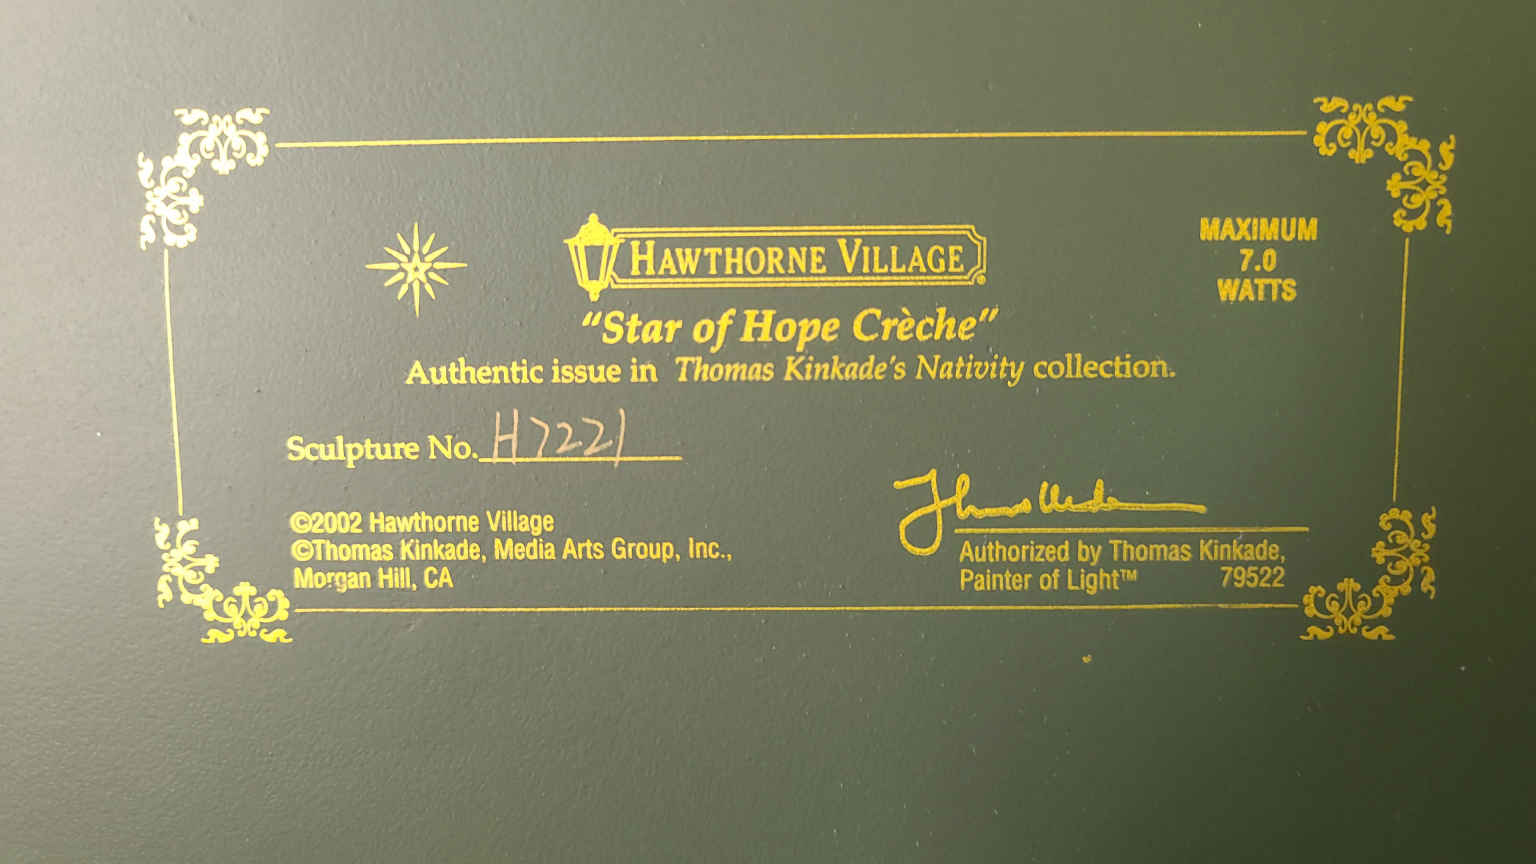 HAWTHORNE VILLAGE
MAXIMUM
7.0
WATTS
“Star of Hope Crèche”
Authentic issue in Thomas Kinkade's Nativity collection.
Sculpture No. H7221
©2002 Hawthorne Village
©Thomas Kinkade, Media Arts Group, Inc.,
Morgan Hill, CA
Authorized by Thomas Kinkade,
Painter of Light™ 79522